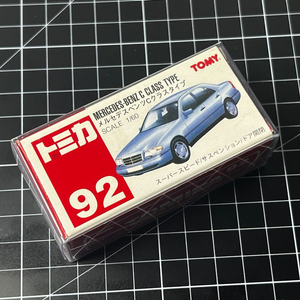 トミカ
92
MERCEDES-BENZ C CLASS TYPE
メルセデスベンツCクラスタイプ
SCALE 1/60
TOMY
スーパースピード/サスペンション/ドア開閉